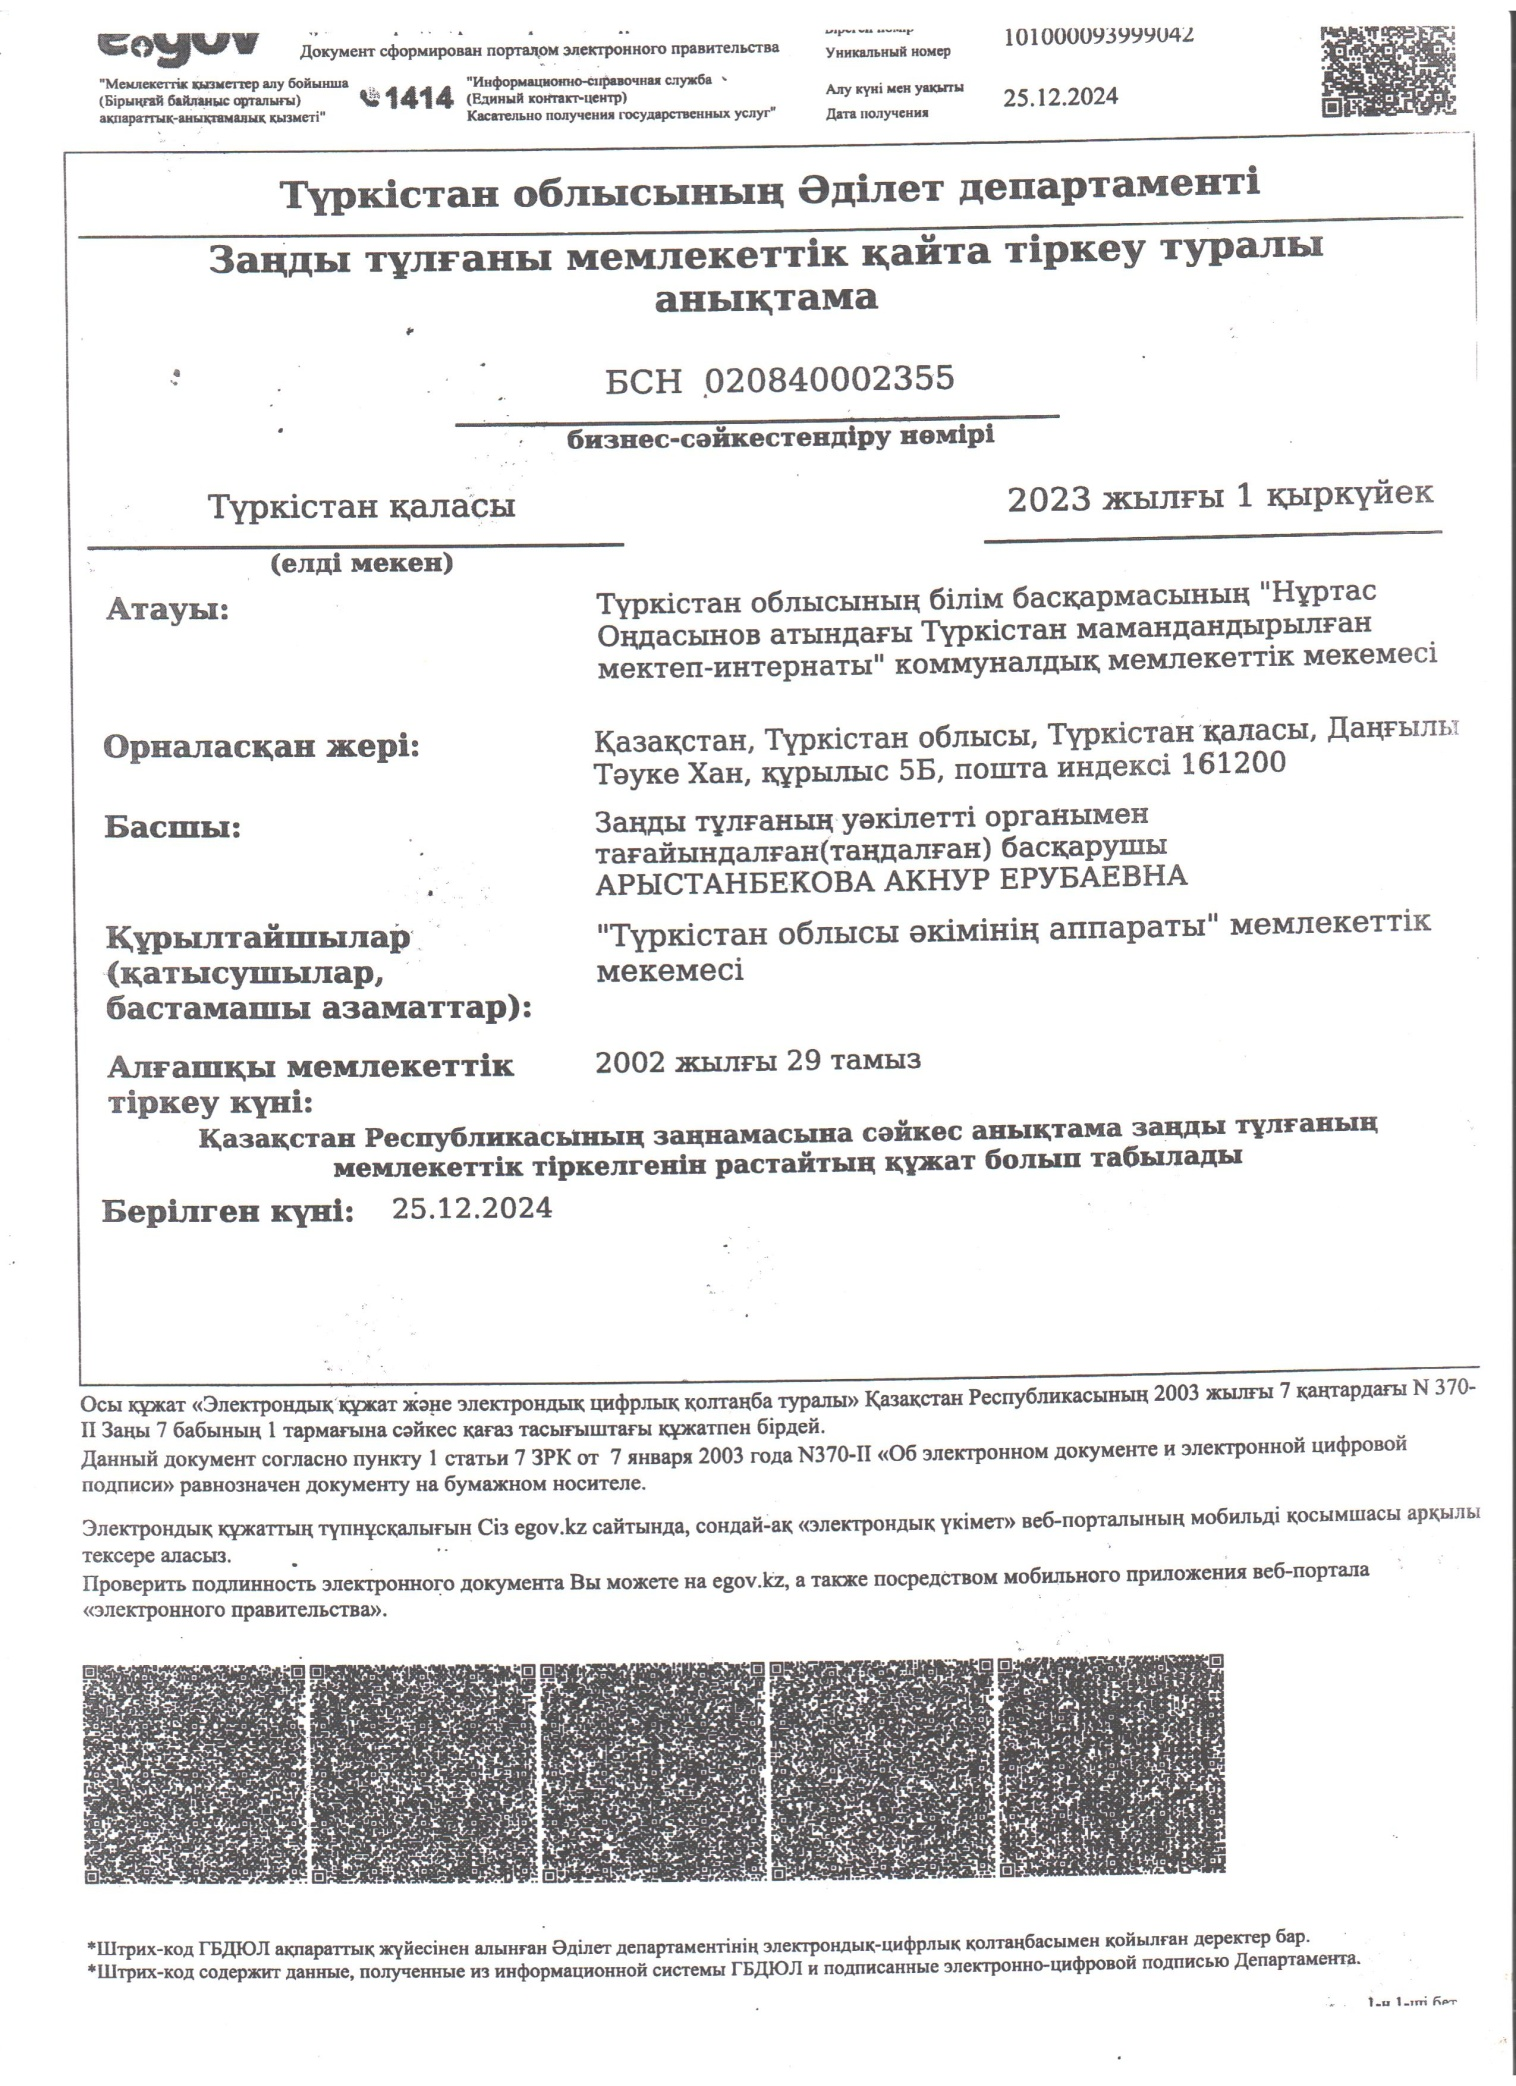 egov
Документ сформирован порталом электронного правительства
Уникальный номер
101000093999042
"Мемлекеттік қызметтер алу бойынша
(Бірыңғай байланыс орталығы)
ақпараттық-анықтамалық қызметі"
1414
"Информационно-справочная служба
(Единый контакт-центр)
Касательно получения государственных услуг"
Алу күні мен уақыты
Дата получения
25.12.2024
Түркістан облысының Әділет департаменті
Заңды тұлғаны мемлекеттік қайта тіркеу туралы
анықтама
БСН 020840002355
бизнес-сәйкестендіру нөмірі
Түркістан қаласы
2023 жылғы 1 қыркүйек
(елді мекен)
Атауы:
Түркістан облысының білім басқармасының "Нұртас
Оңдасынов атындағы Түркістан мамандандырылған
мектеп-интернаты" коммуналдық мемлекеттік мекемесі
Орналасқан жері:
Қазақстан, Түркістан облысы, Түркістан қаласы, Даңғылы
Тәуке Хан, құрылыс 5Б, пошта индексі 161200
Басшы:
Заңды тұлғаның уәкілетті органымен
тағайындалған(таңдалған) басқарушы
АРЫСТАНБЕКОВА АКНУР ЕРУБАЕВНА
Құрылтайшылар
(қатысушылар,
бастамашы азаматтар):
"Түркістан облысы әкімінің аппараты" мемлекеттік
мекемесі
Алғашқы мемлекеттік
тіркеу күні:
2002 жылғы 29 тамыз
Қазақстан Республикасының заңнамасына сәйкес анықтама заңды тұлғаның
мемлекеттік тіркелгенін растайтың құжат болып табылады
Берілген күні: 25.12.2024
Осы құжат «Электрондық құжат және электрондық цифрлық қолтаңба туралы» Қазақстан Республикасының 2003 жылғы 7 қаңтардағы N 370-
II Заңы 7 бабының 1 тармағына сәйкес қағаз тасығыштағы құжатпен бірдей.
Данный документ согласно пункту 1 статьи 7 ЗРК от 7 января 2003 года N370-II «Об электронном документе и электронной цифровой
подписи» равнозначен документу на бумажном носителе.
Электрондық құжаттың түпнұсқалығын Сіз egov.kz сайтында, сондай-ақ «электрондық үкімет» веб-порталының мобильді қосымшасы арқылы
тексере аласыз.
Проверить подлинность электронного документа Вы можете на egov.kz, а также посредством мобильного приложения веб-портала
«электронного правительства».
*Штрих-код ГБДЮЛ ақпараттық жүйесінен алынған Әділет департаментінің электрондық-цифрлық қолтаңбасымен қойылған деректер бар.
*Штрих-код содержит данные, полученные из информационной системы ГБДЮЛ и подписанные электронно-цифровой подписью Департамента.